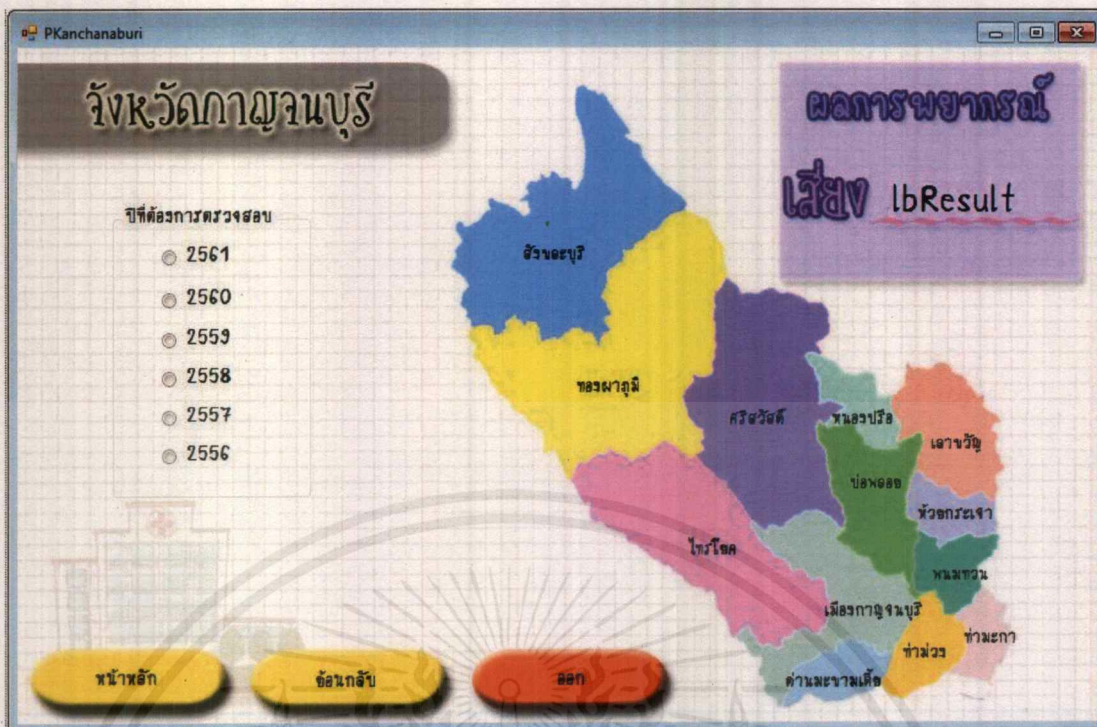 PKanchanaburi
จังหวัดกาญจนบุรี
ผลการพยากรณ์
เสี่ยง lbResult
ปีที่ต้องการตรวจสอบ
2561
2560
2559
2558
2557
2556
สังขละบุรี
ทองผาภูมิ
ศรีสวัสดิ์
หนองปรือ
เลาขวัญ
บ่อพลอย
ห้วยกระเจา
ไทรโยค
พนมทวน
เมืองกาญจนบุรี
ท่ามะกา
ท่าม่วง
ด่านมะขามเตี้ย
หน้าหลัก
ย้อนกลับ
ออก